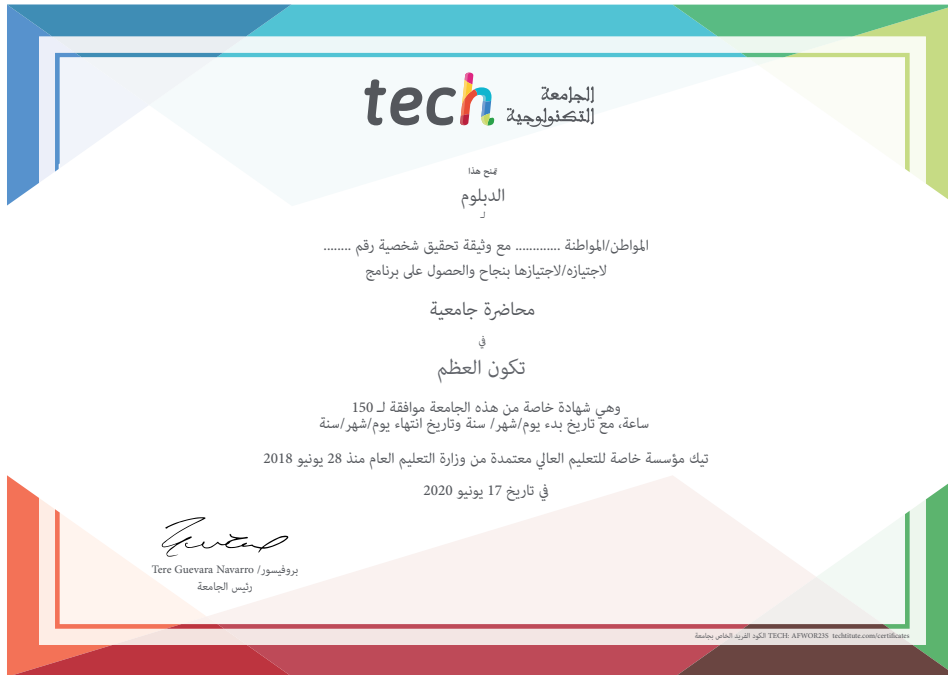 tech الجامعة
التكنولوجية
يمنح هذا
الدبلوم
لـ
المواطن/المواطنة ............ مع وثيقة تحقيق شخصية رقم ........
لاجتيازه/لاجتيازها بنجاح والحصول على برنامج
محاضرة جامعية
في
تكون العظم
وهي شهادة خاصة من هذه الجامعة موافقة لـ 150
ساعة، مع تاريخ بدء يوم/شهر/ سنة وتاريخ انتهاء يوم/شهر/سنة
تيك مؤسسة خاصة للتعليم العالي معتمدة من وزارة التعليم العام منذ 28 يونيو 2018
في تاريخ 17 يونيو 2020
بروفيسور/ Tere Guevara Navarro
رئيس الجامعة
الكود الفريد الخاص بجامعة TECH: AFWOR23S techtitute.com/certificates